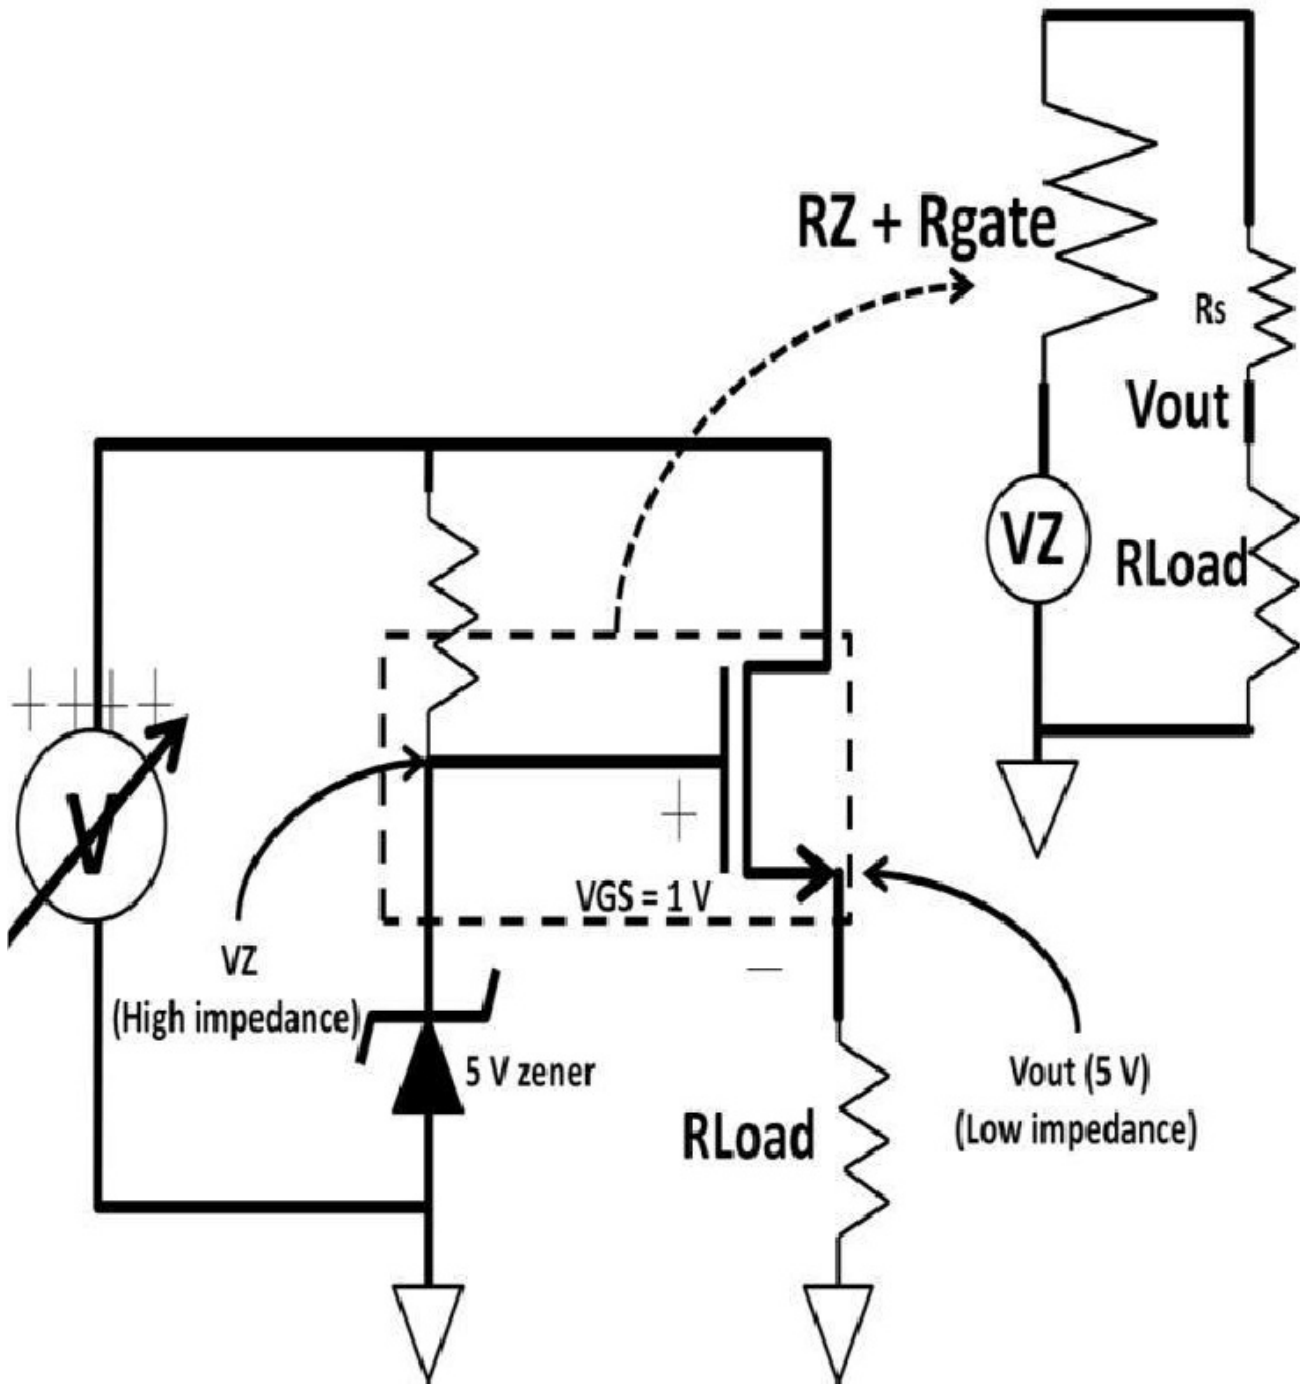 RZ + Rgate
Rs
Vout
VZ
RLoad
+ + + +
V
+
VGS = 1 V
VZ
(High impedance)
—
5 V zener
Vout (5 V)
(Low impedance)
RLoad